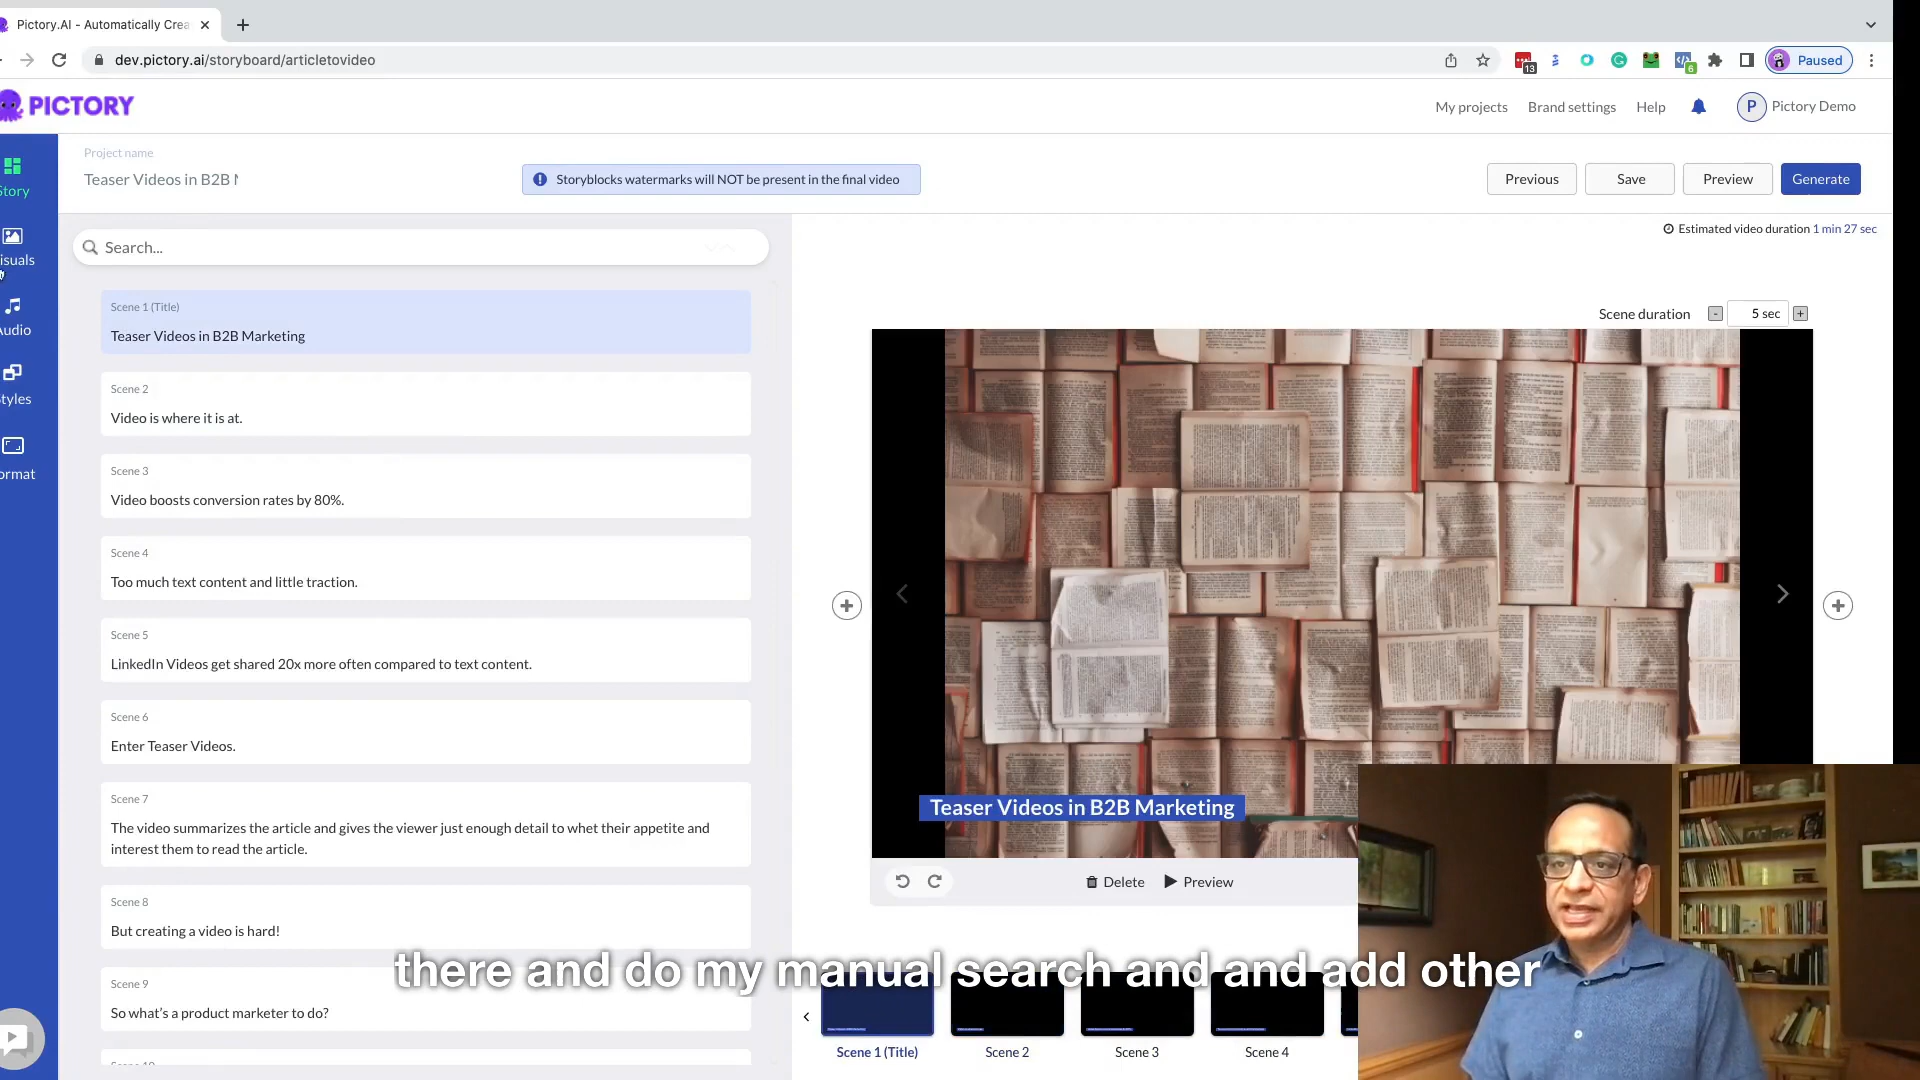 Pictory.AI - Automatically Crea
dev.pictory.ai/storyboard/articletovideo
13
6
Paused
PICTORY
My projects
Brand settings
Help
P
Pictory Demo
Story
isuals
Audio
tyles
ormat
Project name
Teaser Videos in B2B
Storyblocks watermarks will NOT be present in the final video
Previous
Save
Preview
Generate
Estimated video duration 1 min 27 sec
Search...
Scene 1 (Title)
Teaser Videos in B2B Marketing
Scene 2
Video is where it is at.
Scene 3
Video boosts conversion rates by 80%.
Scene 4
Too much text content and little traction.
Scene 5
LinkedIn Videos get shared 20x more often compared to text content.
Scene 6
Enter Teaser Videos.
Scene 7
The video summarizes the article and gives the viewer just enough detail to whet their appetite and
interest them to read the article.
Scene 8
But creating a video is hard!
Scene 9
So what's a product marketer to do?
Scene duration
- 5 sec +
Teaser Videos in B2B Marketing
Delete
Preview
there and do my manual search and and add other
Scene 1 (Title)
Scene 2
Scene 3
Scene 4